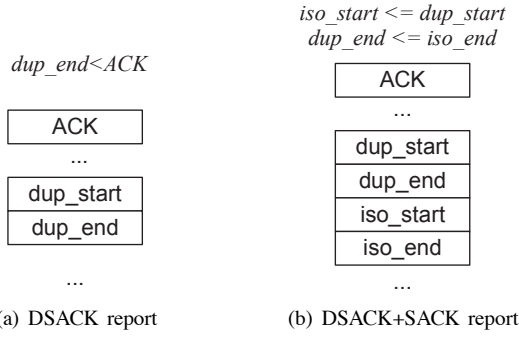 dup_end<ACK
ACK
...
dup_start
dup_end
...
(a) DSACK report
iso_start <= dup_start
dup_end <= iso_end
ACK
...
dup_start
dup_end
iso_start
iso_end
...
(b) DSACK+SACK report